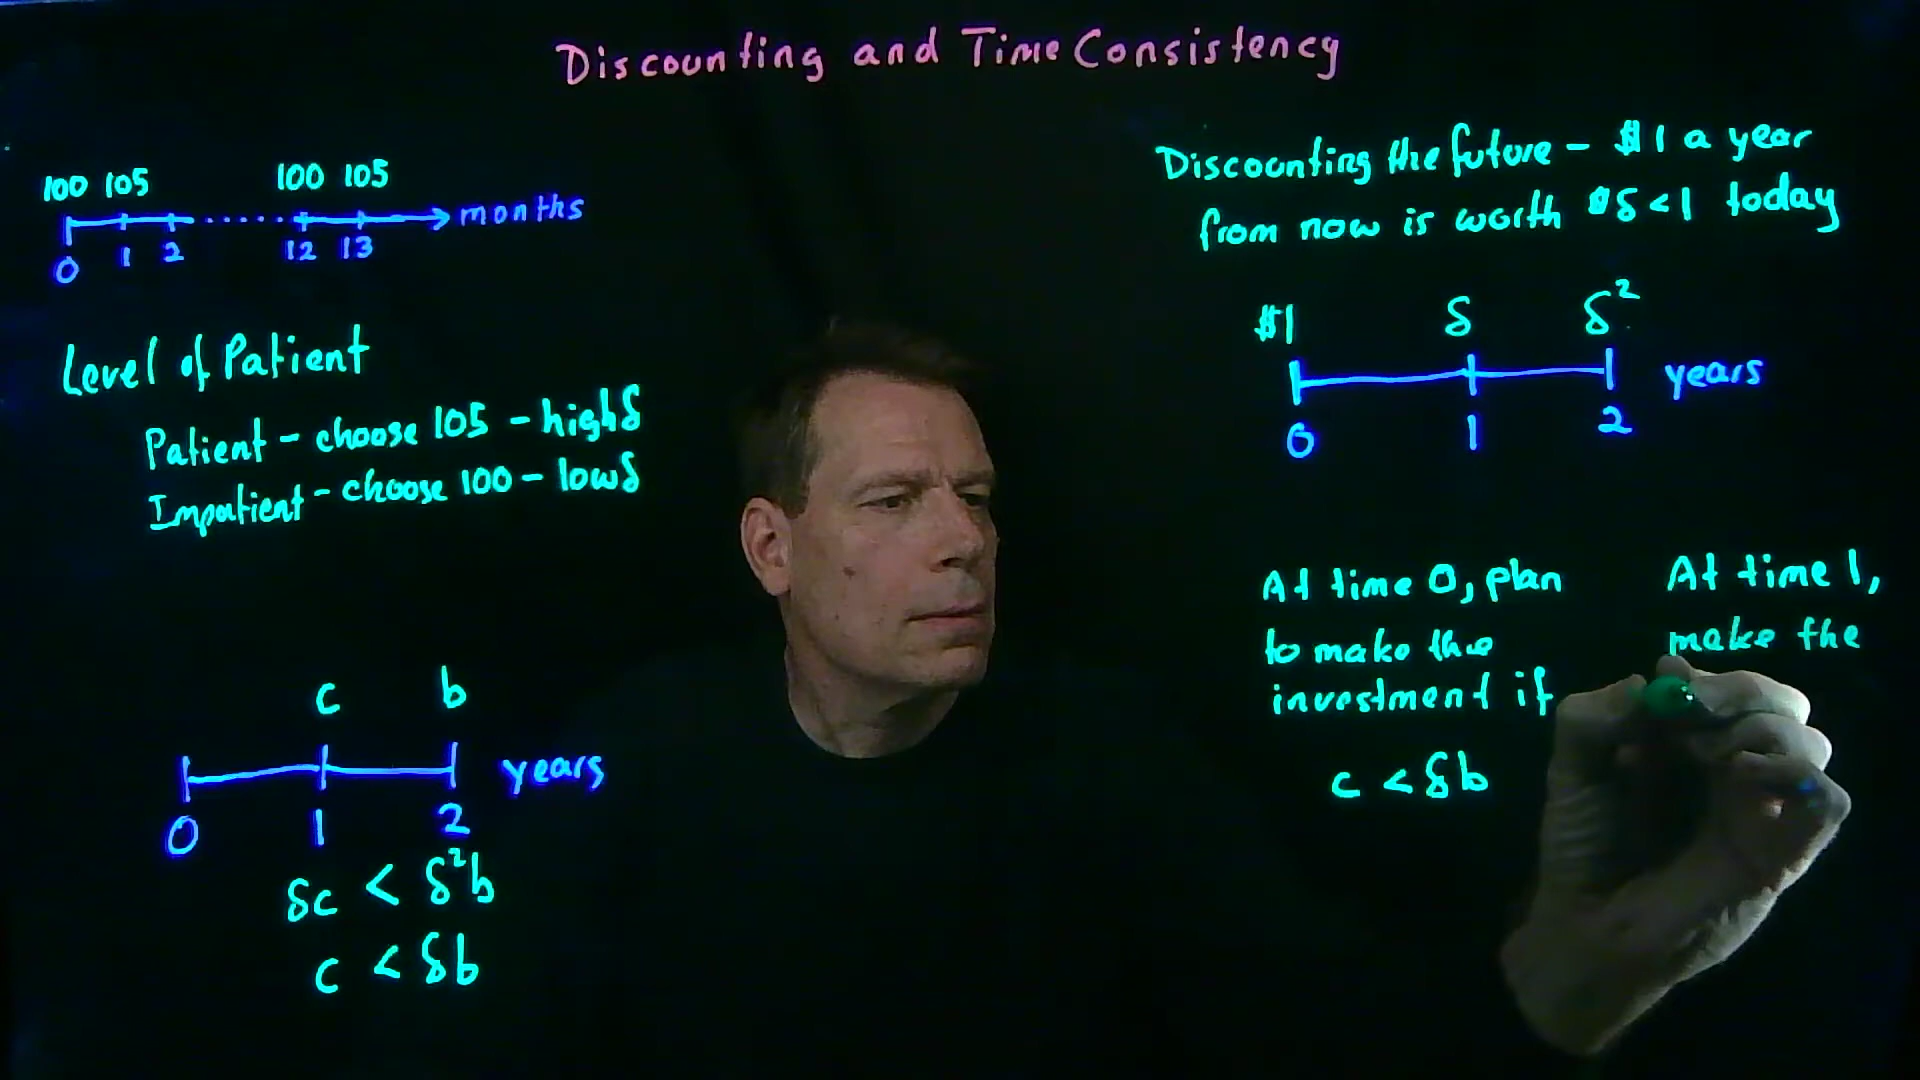 Discounting and Time Consistency
100 105 100 105
months
0 1 2 12 13
Level of Patient
Patient - choose 105 - high δ
Impatient - choose 100 - low δ
c b
years
0 1 2
δc < δ²b
c < δb
Discounting the future - $1 a year
from now is worth $δ<1 today
$1 δ δ²
years
0 1 2
At time 0, plan
to make the
investment if
c < δb
At time 1,
make the